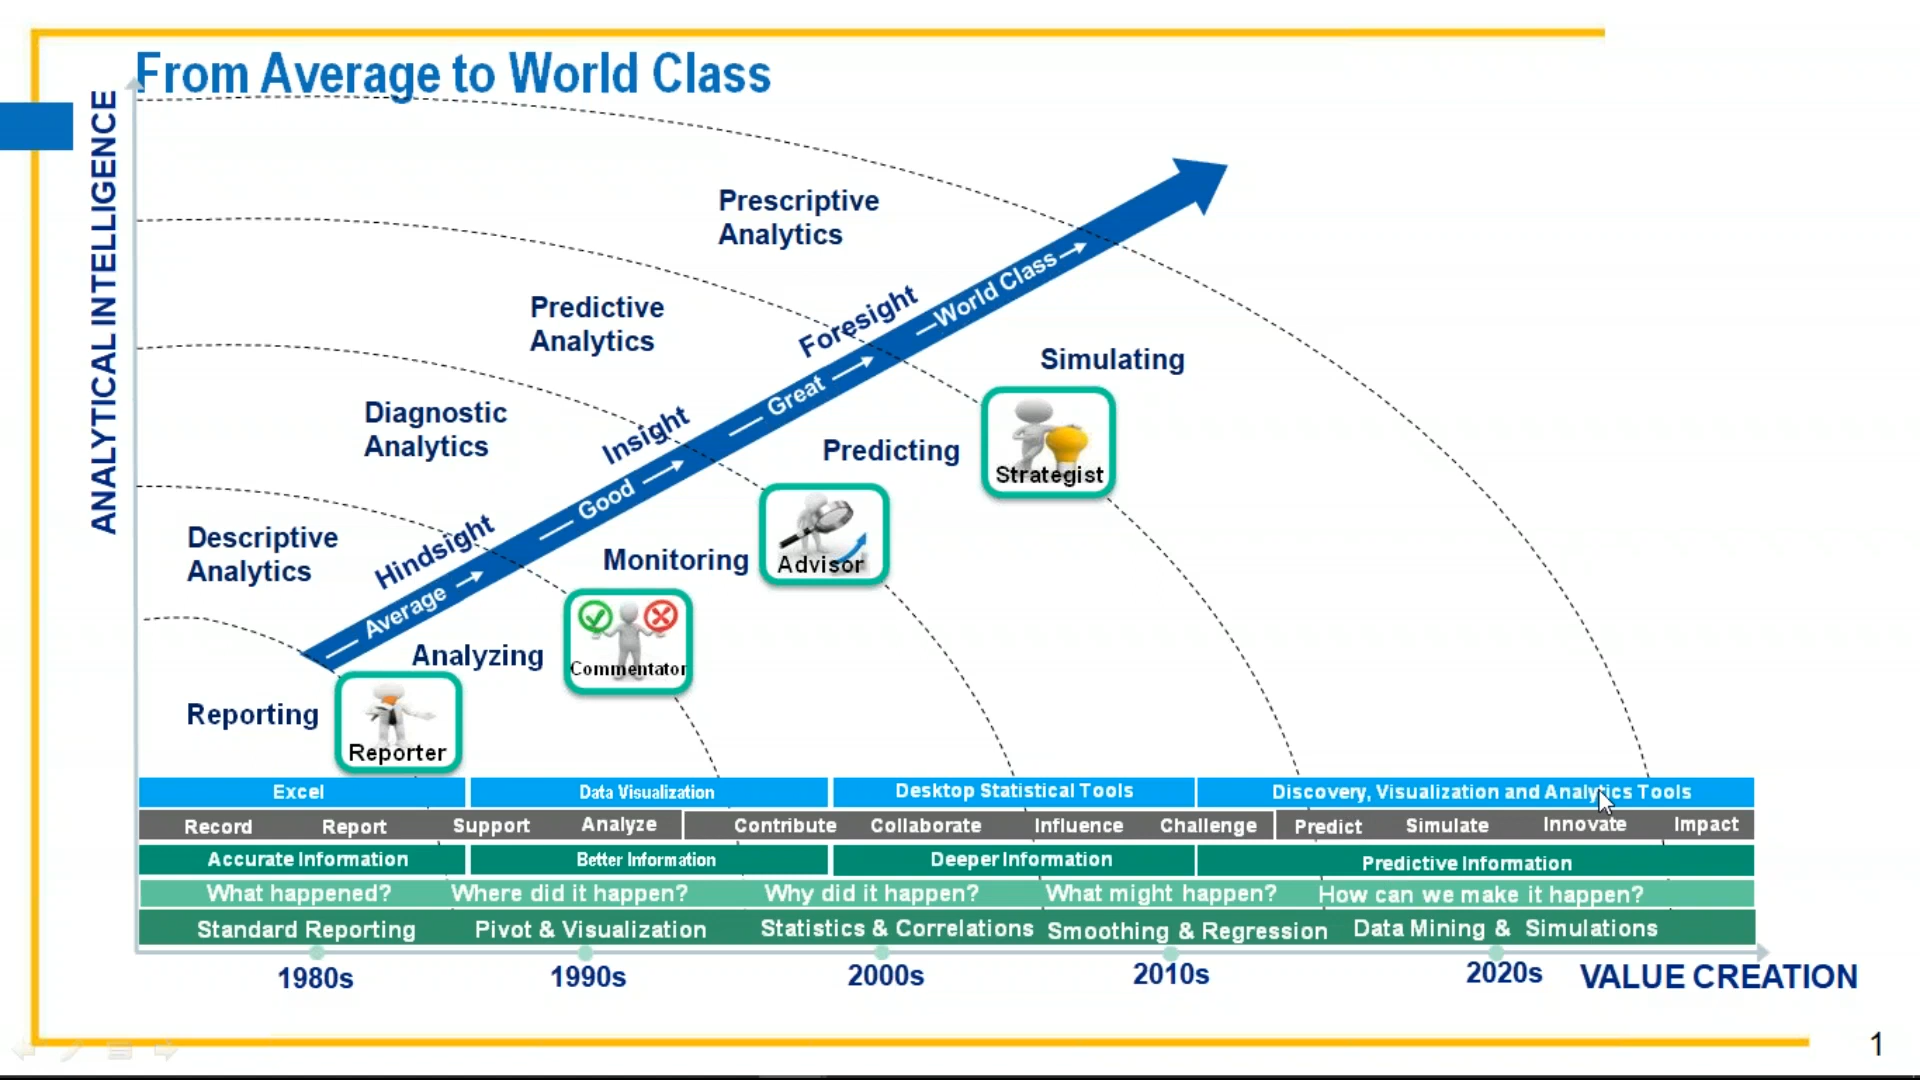 From Average to World Class
ANALYTICAL INTELLIGENCE
Prescriptive
Analytics
Predictive
Analytics
Diagnostic
Analytics
Descriptive
Analytics
Hindsight
Insight
Foresight
Average
Good
Great
World Class
Simulating
Predicting
Monitoring
Analyzing
Reporting
Strategist
Advisor
Commentator
Reporter
Excel Data Visualization Desktop Statistical Tools Discovery, Visualization and Analytics Tools
Record Report Support Analyze Contribute Collaborate Influence Challenge Predict Simulate Innovate Impact
Accurate Information Better Information Deeper Information Predictive Information
What happened? Where did it happen? Why did it happen? What might happen? How can we make it happen?
Standard Reporting Pivot & Visualization Statistics & Correlations Smoothing & Regression Data Mining & Simulations
1980s 1990s 2000s 2010s 2020s VALUE CREATION
1